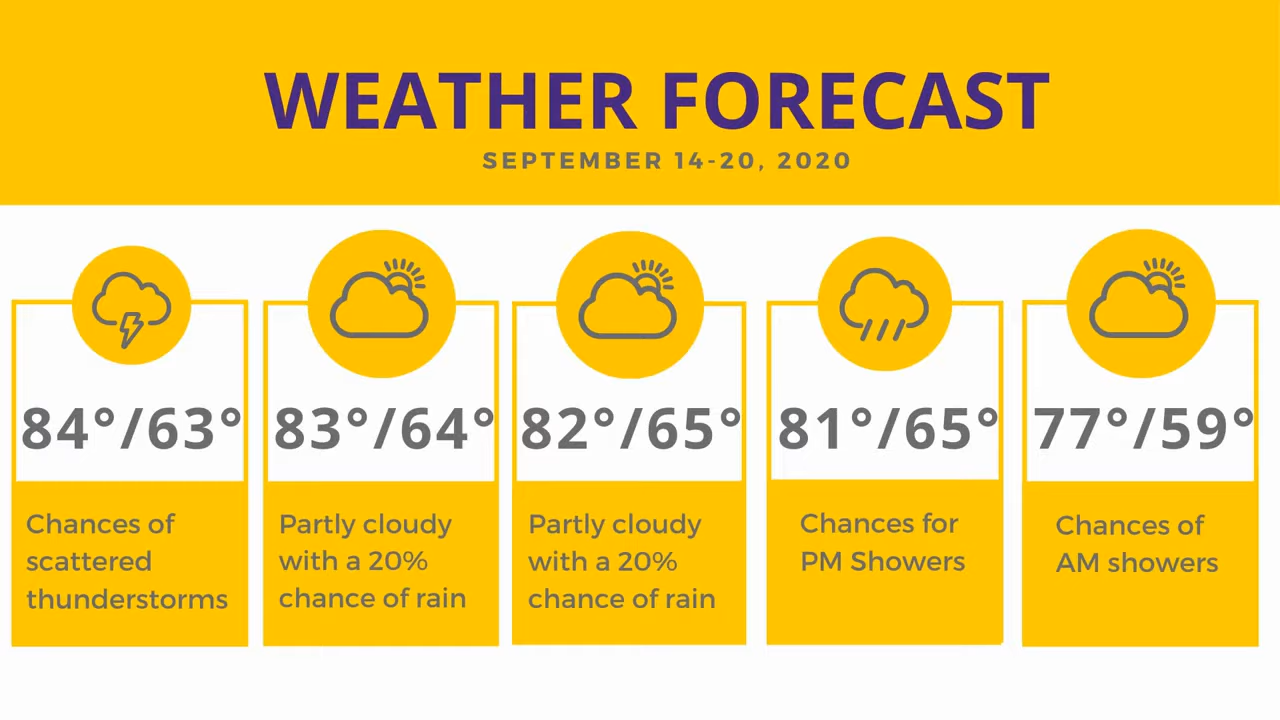 WEATHER FORECAST
SEPTEMBER 14-20, 2020
84°/63°
Chances of
scattered
thunderstorms
83°/64°
Partly cloudy
with a 20%
chance of rain
82°/65°
Partly cloudy
with a 20%
chance of rain
81°/65°
Chances for
PM Showers
77°/59°
Chances of
AM showers